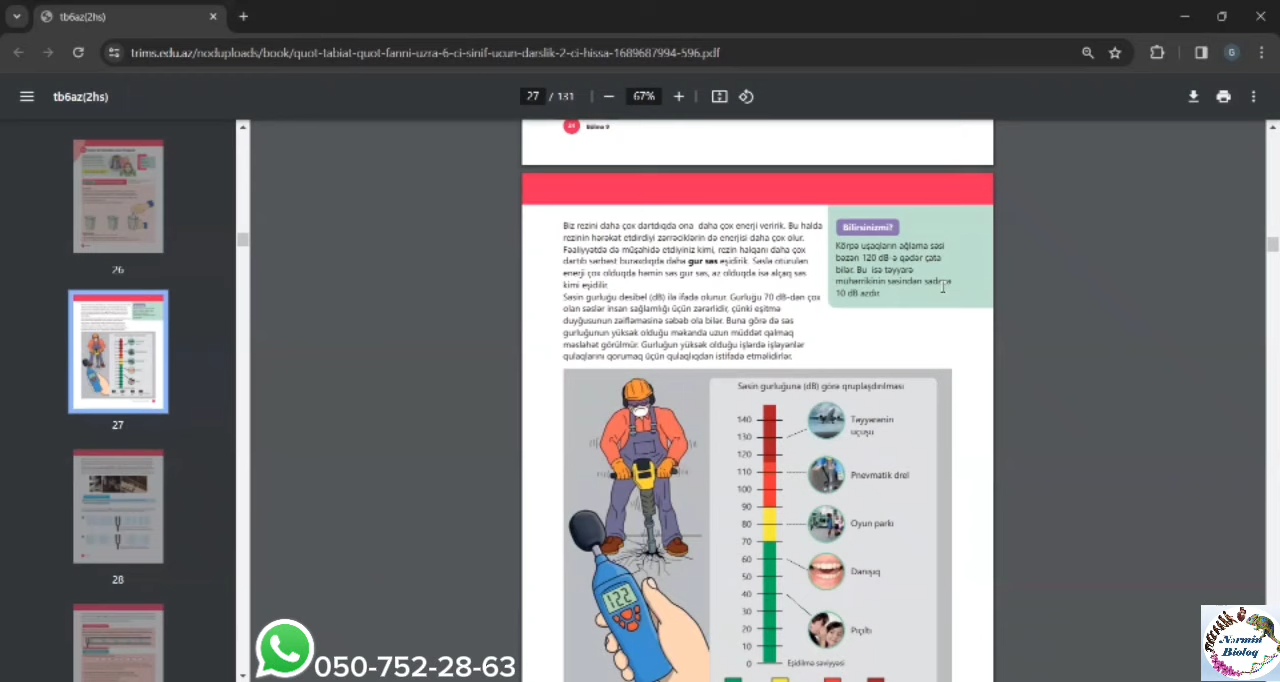 tb6az(2hs)
trims.edu.az/noduploads/book/quot-tabiat-quot-fanni-uzra-6-ci-sinif-ucun-darslik-2-ci-hissa-1689687994-596.pdf
G
tb6az(2hs)
27 / 131
67%
26
27
28
Bölmə 9
Biz rezini daha çox dartdıqda ona daha çox enerji veririk. Bu halda
rezinin hərəkət etdirdiyi zərrəciklərin də enerjisi daha çox olur.
Fəaliyyətdə də müşahidə etdiyiniz kimi, rezin halqanı daha çox
dartıb sərbəst buraxdıqda daha gur səs eşidirik. Səslə ötürülən
enerji çox olduqda həmin səs gur səs, az olduqda isə alçaq səs
kimi eşidilir.
Səsin gurluğu desibel (dB) ilə ifadə olunur. Gurluğu 70 dB-dən çox
olan səslər insan sağlamlığı üçün zərərlidir, çünki eşitmə
duyğusunun zəifləməsinə səbəb ola bilər. Buna görə də səs
gurluğunun yüksək olduğu məkanda uzun müddət qalmaq
məsləhət görülmür. Gurluğun yüksək olduğu işlərdə işləyənlər
qulaqlarını qorumaq üçün qulaqlıqdan istifadə etməlidirlər.
Bilirsinizmi?
Körpə uşaqların ağlama səsi
bəzən 120 dB-ə qədər çata
bilər. Bu isə təyyarə
mühərrikinin səsindən sadəcə
10 dB azdır.
Səsin gurluğuna (dB) görə qruplaşdırılması
140
130
120
110
100
90
80
70
60
50
40
30
20
10
0
Təyyarənin
uçuşu
Pnevmatik drel
Oyun parkı
Danışıq
Pıçıltı
Eşidilmə səviyyəsi
122
050-752-28-63
Nərmin
Bioloq